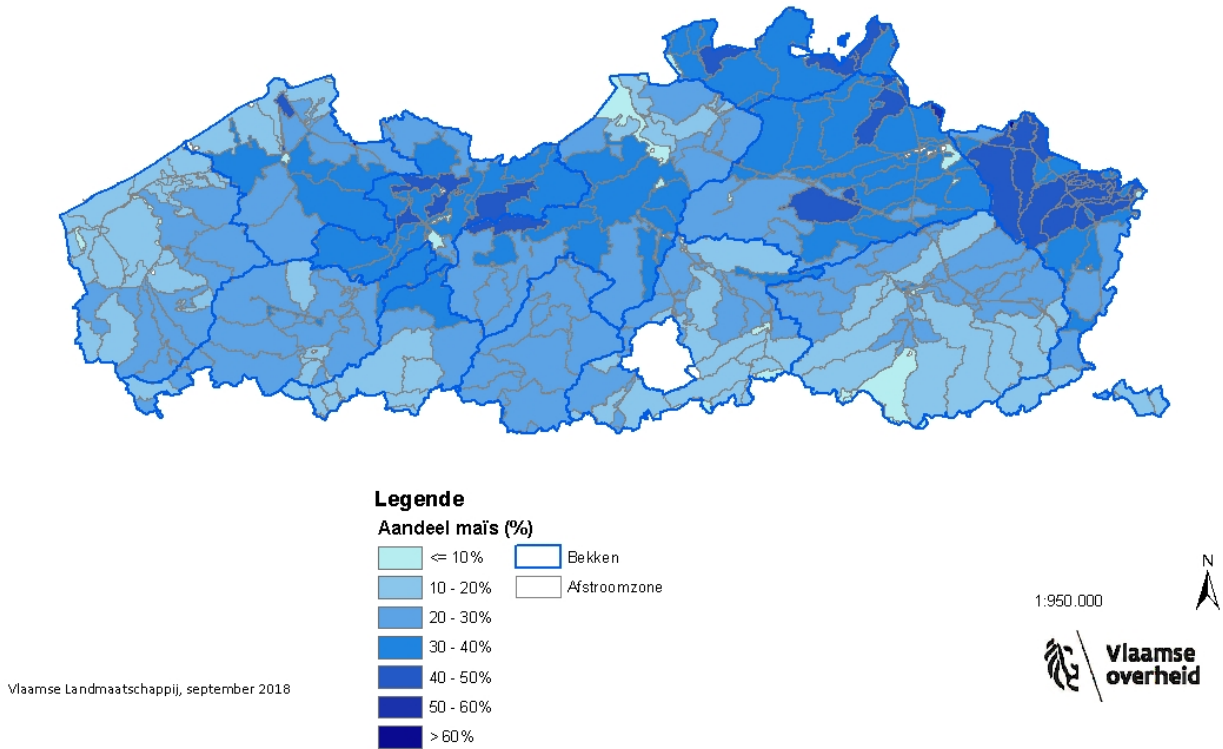 Legende
Aandeel maïs (%)
<= 10%
Bekken
10 - 20%
Afstroomzone
20 - 30%
30 - 40%
40 - 50%
50 - 60%
> 60%
N
1:950.000
Vlaamse
overheid
Vlaamse Landmaatschappij, september 2018